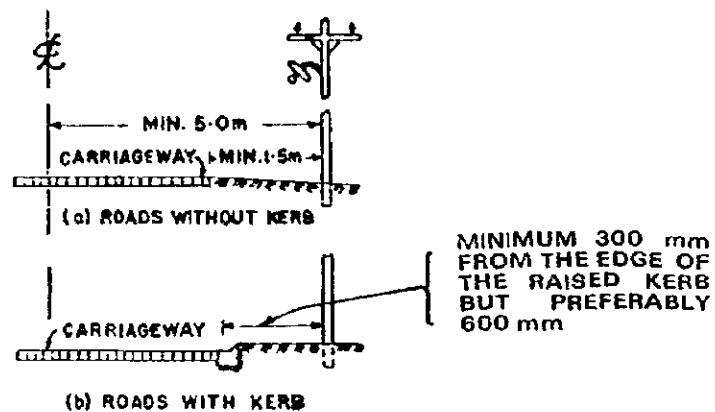 ℄
MIN. 5·0m
CARRIAGEWAY MIN. 1·5m
(a) ROADS WITHOUT KERB
MINIMUM 300 mm
FROM THE EDGE OF
THE RAISED KERB
BUT PREFERABLY
600 mm
CARRIAGEWAY
(b) ROADS WITH KERB